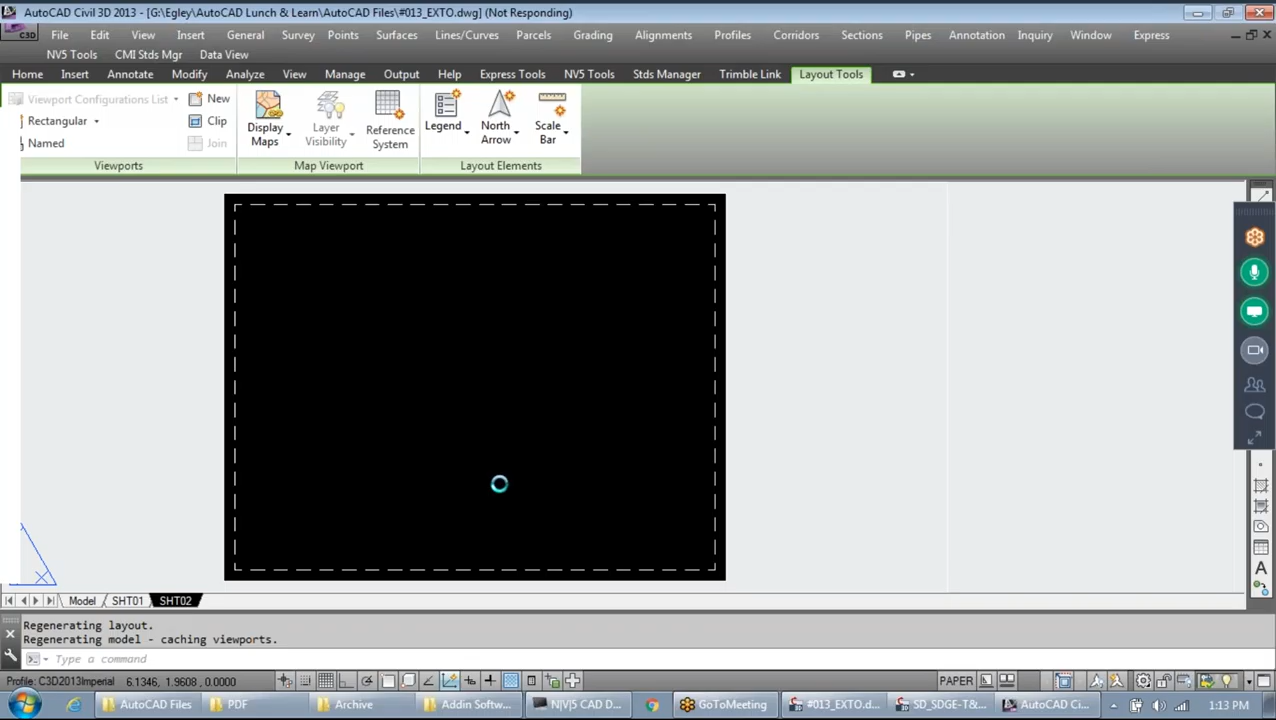 AutoCAD Civil 3D 2013 - [G:\Egley\AutoCAD Lunch & Learn\AutoCAD Files\#013_EXTO.dwg] (Not Responding)
C3D File Edit View Insert General Survey Points Surfaces Lines/Curves Parcels Grading Alignments Profiles Corridors Sections Pipes Annotation Inquiry Window Express
NV5 Tools CMI Stds Mgr Data View
Home Insert Annotate Modify Analyze View Manage Output Help Express Tools NV5 Tools Stds Manager Trimble Link Layout Tools
Viewport Configurations List New
Rectangular Clip
Named Join
Display Maps
Layer Visibility
Reference System
Legend
North Arrow
Scale Bar
Viewports Map Viewport Layout Elements
Model SHT01 SHT02
Regenerating layout.
Regenerating model - caching viewports.
Type a command
Profile: C3D2013Imperial 6.1346, 1.9608, 0.0000 PAPER
AutoCAD Files PDF Archive Addin Softw... N|V|5 CAD D... GoToMeeting #013_EXTO.d... SD_SDGE-T&... AutoCAD Ci... 1:13 PM